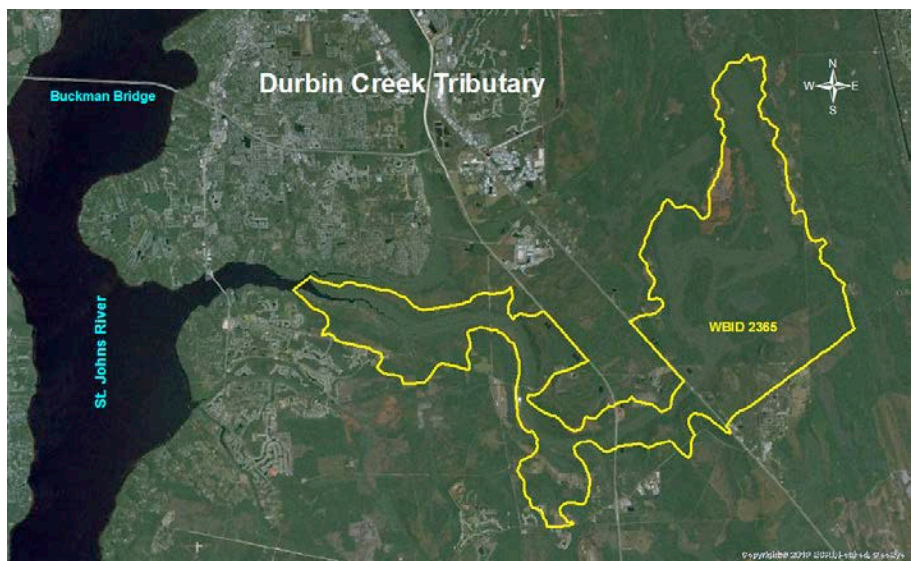 Durbin Creek Tributary
Buckman Bridge
N
W E
S
St. Johns River
WBID 2365